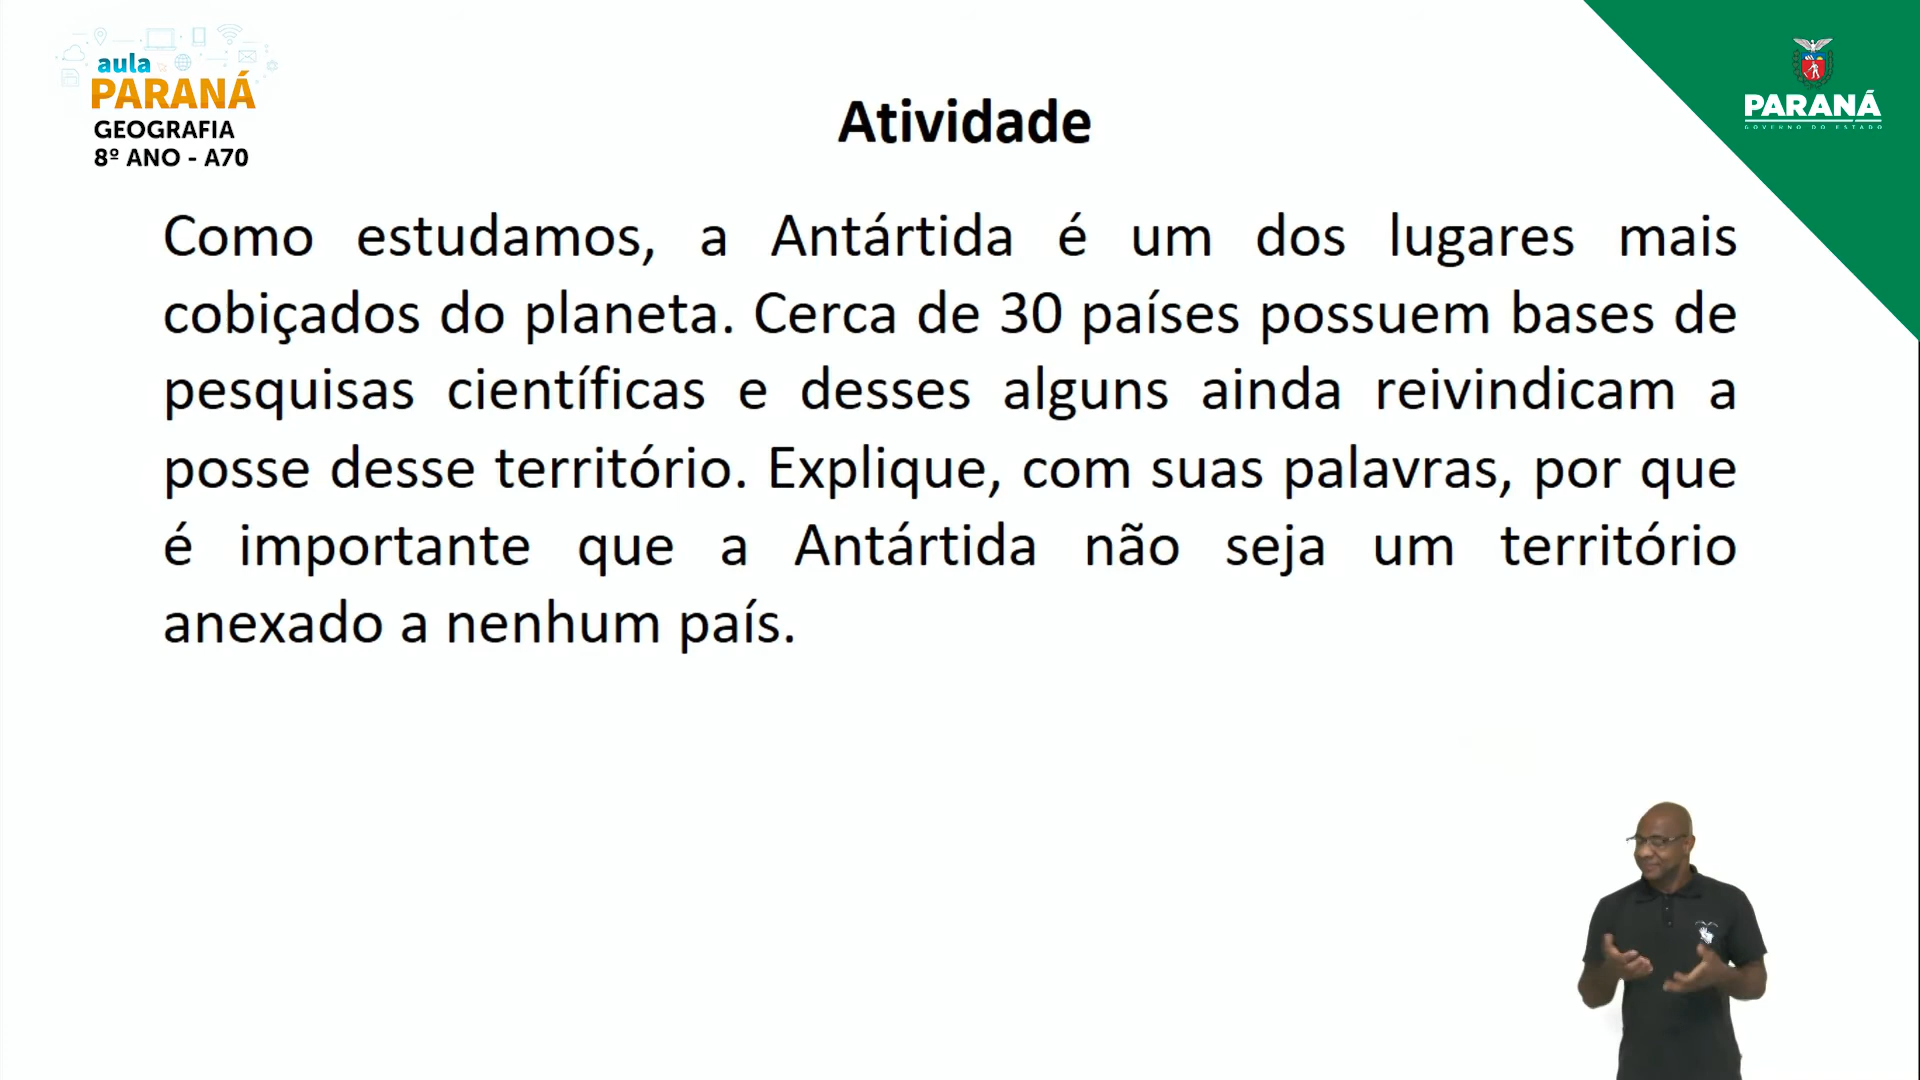 aula
PARANÁ
GEOGRAFIA
8º ANO - A70
PARANÁ
GOVERNO DO ESTADO
Atividade
Como estudamos, a Antártida é um dos lugares mais
cobiçados do planeta. Cerca de 30 países possuem bases de
pesquisas científicas e desses alguns ainda reivindicam a
posse desse território. Explique, com suas palavras, por que
é importante que a Antártida não seja um território
anexado a nenhum país.